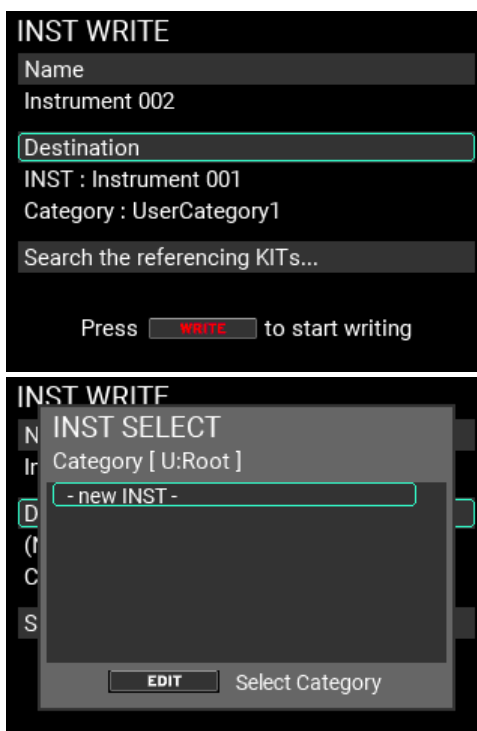 INST WRITE
Name
Instrument 002
Destination
INST : Instrument 001
Category : UserCategory1
Search the referencing KITs...
Press WRITE to start writing
INST WRITE
INST SELECT
Category [ U:Root ]
- new INST -
EDIT Select Category